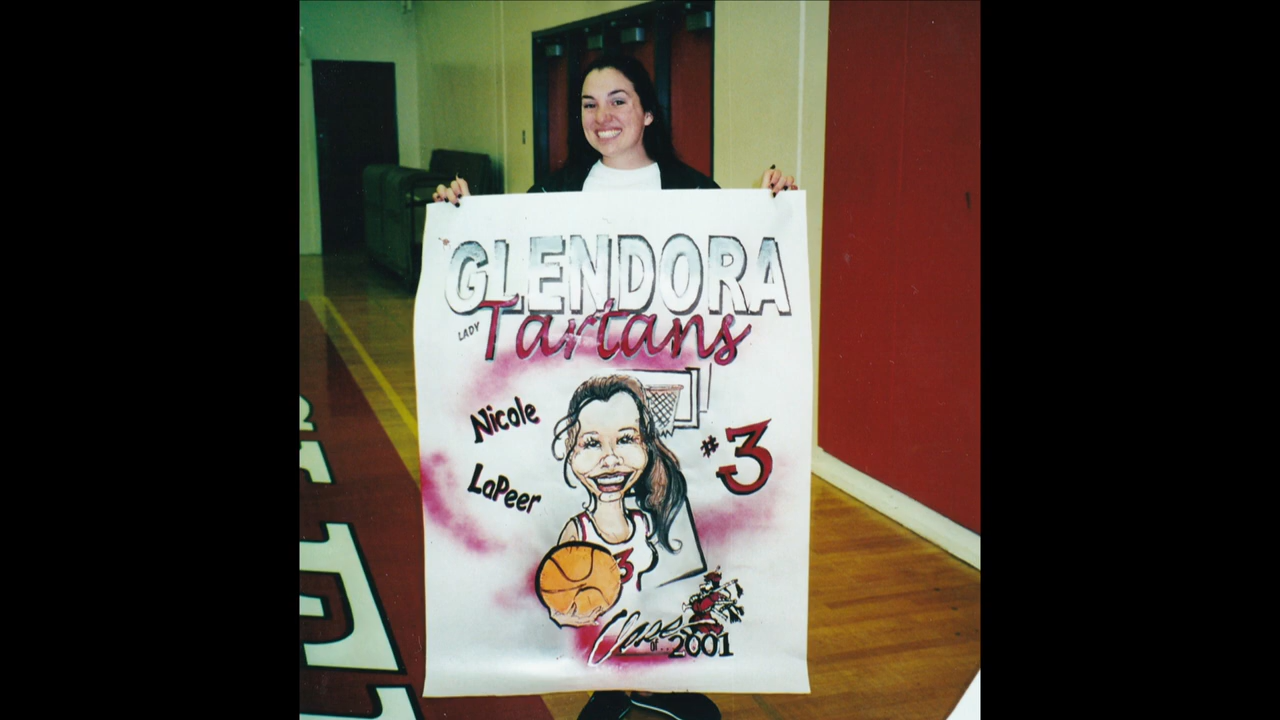 GLENDORA
LADY Tartans
Nicole
LaPeer
#3
3
Class
of... 2001